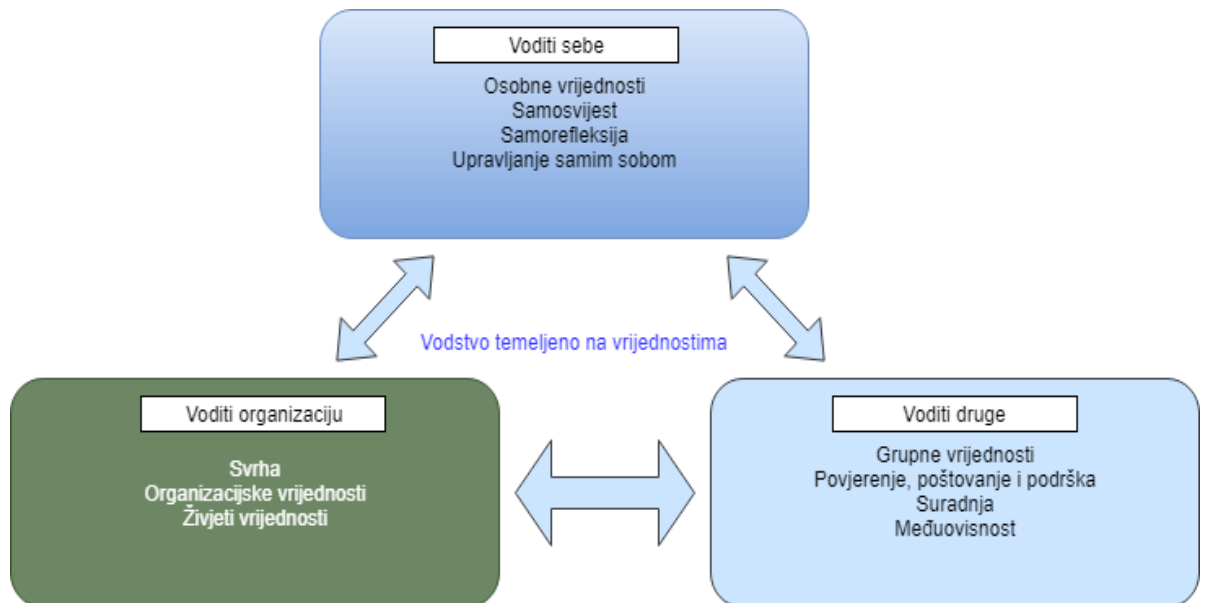 Voditi sebe
Osobne vrijednosti
Samosvijest
Samorefleksija
Upravljanje samim sobom
Vodstvo temeljeno na vrijednostima
Voditi organizaciju
Svrha
Organizacijske vrijednosti
Živjeti vrijednosti
Voditi druge
Grupne vrijednosti
Povjerenje, poštovanje i podrška
Suradnja
Međuovisnost